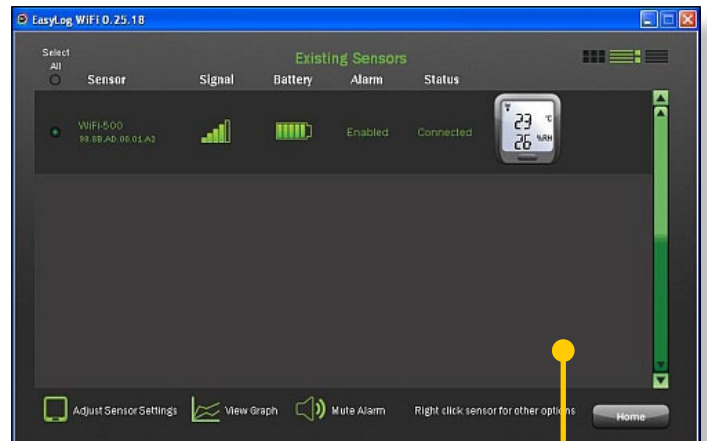 EasyLog WiFi 0.25.18
Select
All
Existing Sensors
Sensor Signal Battery Alarm Status
WiFi-500
Enabled Connected
23 °C
26 %RH
Adjust Sensor Settings View Graph Mute Alarm Right click sensor for other options Home